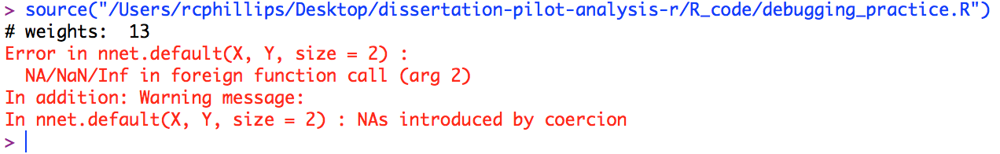 > source("/Users/rcphillips/Desktop/dissertation-pilot-analysis-r/R_code/debugging_practice.R")
# weights:  13
Error in nnet.default(X, Y, size = 2) :
  NA/NaN/Inf in foreign function call (arg 2)
In addition: Warning message:
In nnet.default(X, Y, size = 2) : NAs introduced by coercion
>